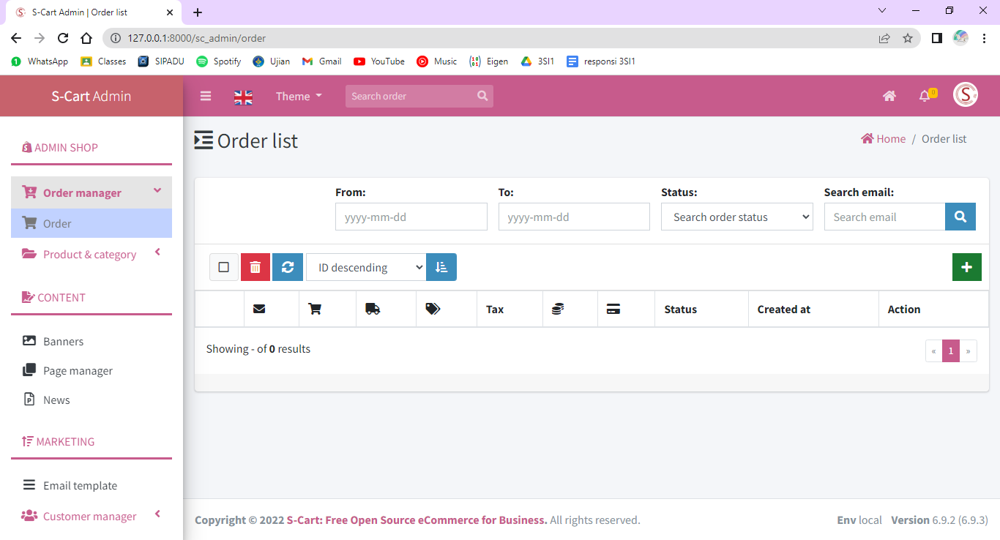 S-Cart Admin | Order list
127.0.0.1:8000/sc_admin/order
WhatsApp Classes SIPADU Spotify Ujian Gmail YouTube Music Eigen 3SI1 responsi 3SI1
S-Cart Admin
Theme
Search order
0
ADMIN SHOP
Order manager
Order
Product & category
CONTENT
Banners
Page manager
News
MARKETING
Email template
Customer manager
Order list
Home / Order list
From: To: Status: Search email:
yyyy-mm-dd yyyy-mm-dd Search order status Search email
ID descending
Tax Status Created at Action
Showing - of 0 results
« 1 »
Copyright © 2022 S-Cart: Free Open Source eCommerce for Business. All rights reserved.
Env local Version 6.9.2 (6.9.3)